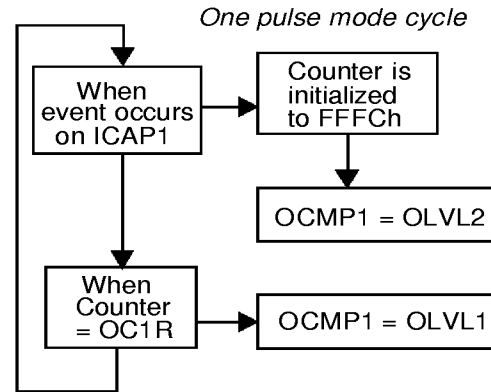 One pulse mode cycle
When
event occurs
on ICAP1
Counter is
initialized
to FFFCh
OCMP1 = OLVL2
When
Counter
= OC1R
OCMP1 = OLVL1